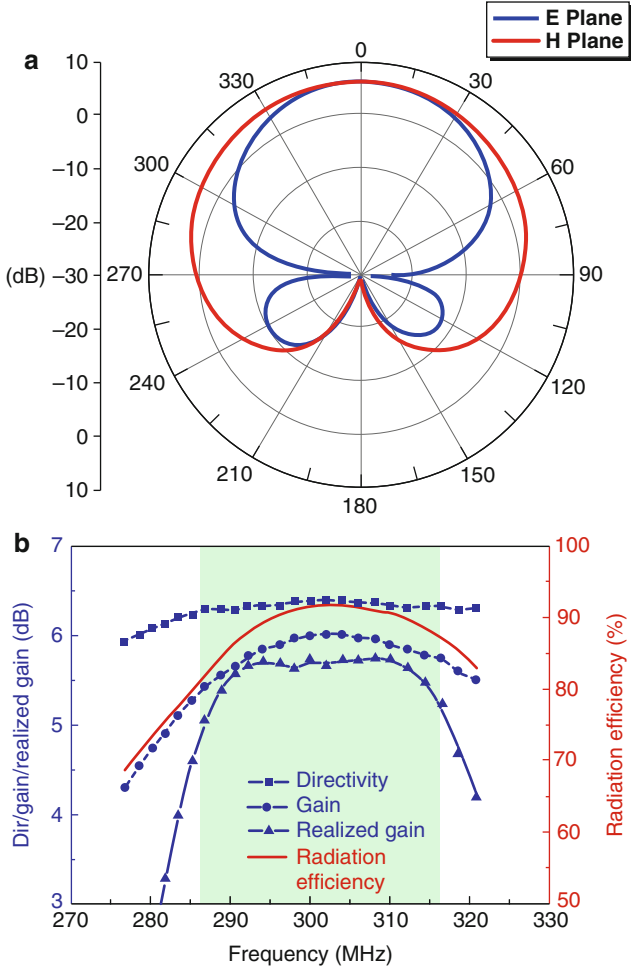 E Plane
H Plane
a
10
0
−10
−20
(dB) −30
−20
−10
0
10
0
30
60
90
120
150
180
210
240
270
300
330
b
7
6
5
4
3
Dir/gain/realized gain (dB)
100
90
80
70
60
50
Radiation efficiency (%)
Directivity
Gain
Realized gain
Radiation
efficiency
270 280 290 300 310 320 330
Frequency (MHz)